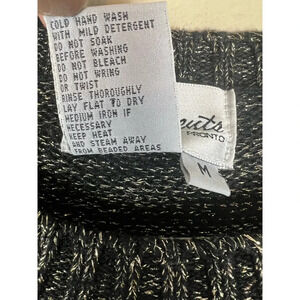 COLD HAND WASH
WITH MILD DETERGENT
DO NOT SOAK
BEFORE WASHING
DO NOT BLEACH
DO NOT WRING
OR TWIST
RINSE THOROUGHLY
LAY FLAT TO DRY
MEDIUM IRON IF
NECESSARY
KEEP HEAT
AND STEAM AWAY
FROM BEADED AREAS
PRONTO
M